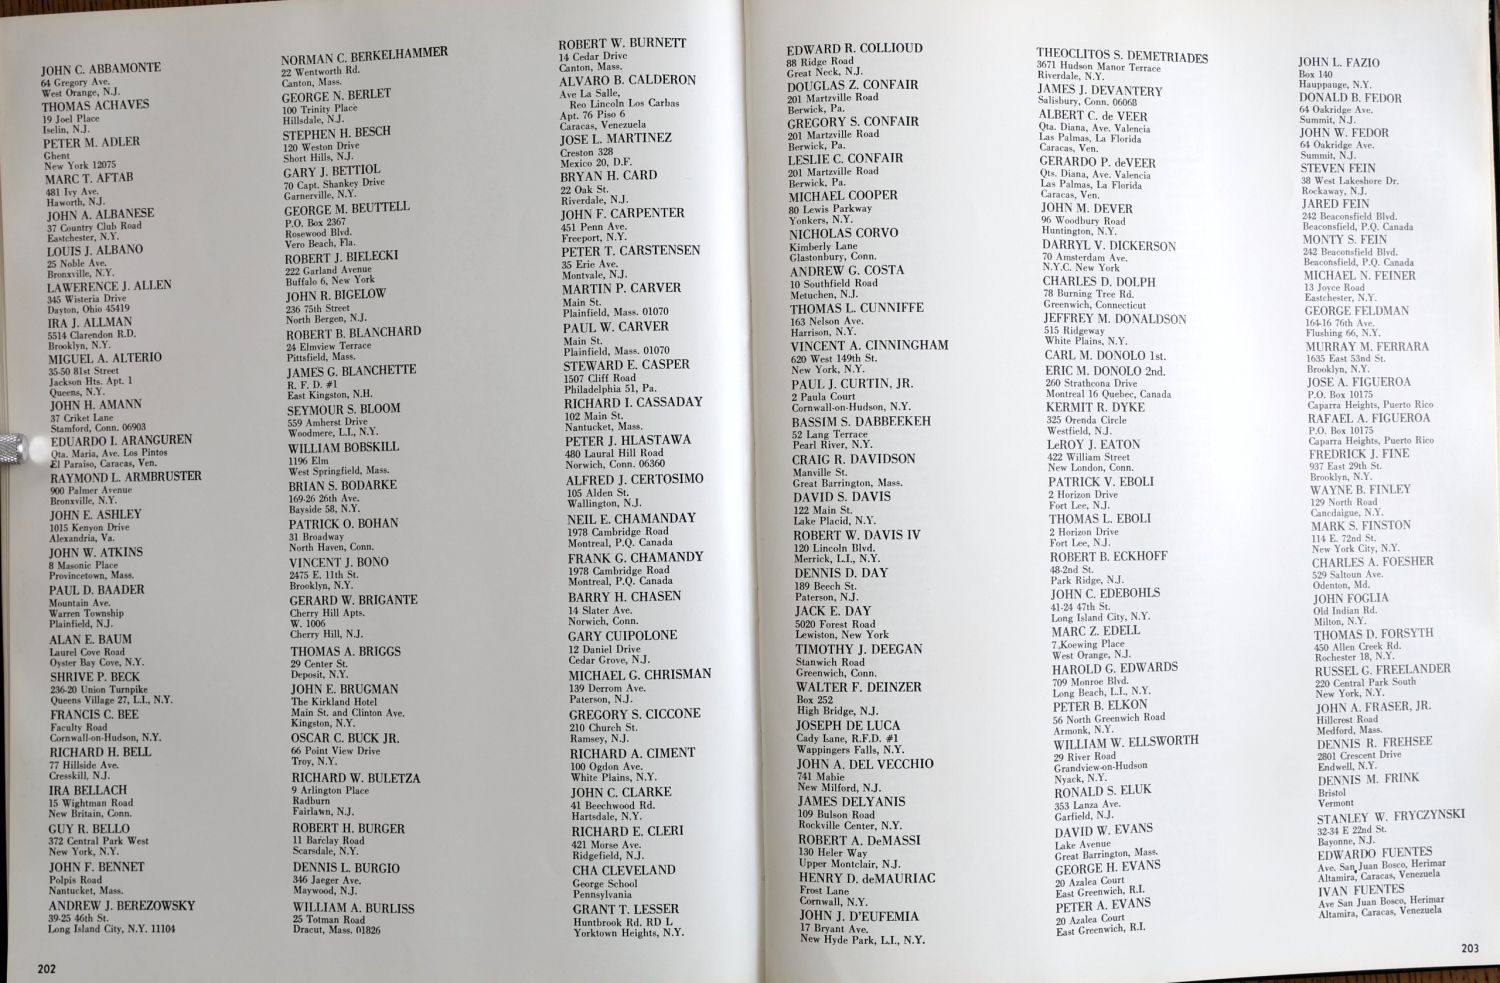 JOHN C. ABBAMONTE
64 Gregory Ave.
West Orange, N.J.
THOMAS ACHAVES
19 Joel Place
Iselin, N.J.
PETER M. ADLER
Ghent
New York 12075
MARC T. AFTAB
481 Ivy Ave.
Haworth, N.J.
JOHN A. ALBANESE
37 Country Club Road
Eastchester, N.Y.
LOUIS J. ALBANO
25 Noble Ave.
Bronxville, N.Y.
LAWERENCE J. ALLEN
345 Wisteria Drive
Dayton, Ohio 45419
IRA J. ALLMAN
5514 Clarendon R.D.
Brooklyn, N.Y.
MIGUEL A. ALTERIO
35-50 81st Street
Jackson Hts. Apt. 1
Queens, N.Y.
JOHN H. AMANN
37 Criket Lane
Stamford, Conn. 06903
EDUARDO I. ARANGUREN
Qta. Maria, Ave. Los Pintos
El Paraiso, Caracas, Ven.
RAYMOND L. ARMBRUSTER
900 Palmer Avenue
Bronxville, N.Y.
JOHN E. ASHLEY
1015 Kenyon Drive
Alexandria, Va.
JOHN W. ATKINS
8 Masonic Place
Provincetown, Mass.
PAUL D. BAADER
Mountain Ave.
Warren Township
Plainfield, N.J.
ALAN E. BAUM
Laurel Cove Road
Oyster Bay Cove, N.Y.
SHRIVE P. BECK
236-20 Union Turnpike
Queens Village 27, L.I., N.Y.
FRANCIS C. BEE
Faculty Road
Cornwall-on-Hudson, N.Y.
RICHARD H. BELL
77 Hillside Ave.
Cresskill, N.J.
IRA BELLACH
15 Wightman Road
New Britain, Conn.
GUY R. BELLO
372 Central Park West
New York, N.Y.
JOHN F. BENNET
Polpis Road
Nantucket, Mass.
ANDREW J. BEREZOWSKY
39-25 46th St.
Long Island City, N.Y. 11104
202
NORMAN C. BERKELHAMMER
22 Wentworth Rd.
Canton, Mass.
GEORGE N. BERLET
100 Trinity Place
Hillsdale, N.J.
STEPHEN H. BESCH
120 Weston Drive
Short Hills, N.J.
GARY J. BETTIOL
70 Capt. Shankey Drive
Garnerville, N.Y.
GEORGE M. BEUTTELL
P.O. Box 2367
Rosewood Blvd.
Vero Beach, Fla.
ROBERT J. BIELECKI
222 Garland Avenue
Buffalo 6, New York
JOHN R. BIGELOW
236 75th Street
North Bergen, N.J.
ROBERT B. BLANCHARD
24 Elmview Terrace
Pittsfield, Mass.
JAMES G. BLANCHETTE
R. F. D. #1
East Kingston, N.H.
SEYMOUR S. BLOOM
559 Amherst Drive
Woodmere, L.I., N.Y.
WILLIAM BOBSKILL
1196 Elm
West Springfield, Mass.
BRIAN S. BODARKE
169-26 26th Ave.
Bayside 58, N.Y.
PATRICK O. BOHAN
31 Broadway
North Haven, Conn.
VINCENT J. BONO
2475 E. 11th St.
Brooklyn, N.Y.
GERARD W. BRIGANTE
Cherry Hill Apts.
W. 1006
Cherry Hill, N.J.
THOMAS A. BRIGGS
29 Center St.
Deposit, N.Y.
JOHN E. BRUGMAN
The Kirkland Hotel
Main St. and Clinton Ave.
Kingston, N.Y.
OSCAR C. BUCK JR.
66 Point View Drive
Troy, N.Y.
RICHARD W. BULETZA
9 Arlington Place
Radburn
Fairlawn, N.J.
ROBERT H. BURGER
11 Barclay Road
Scarsdale, N.Y.
DENNIS L. BURGIO
346 Jaeger Ave.
Maywood, N.J.
WILLIAM A. BURLISS
25 Totman Road
Dracut, Mass. 01826
ROBERT W. BURNETT
14 Cedar Drive
Canton, Mass.
ALVARO B. CALDERON
Ave La Salle,
Reo Lincoln Los Carbas
Apt. 76 Piso 6
Caracas, Venezuela
JOSE L. MARTINEZ
Creston 328
Mexico 20, D.F.
BRYAN H. CARD
22 Oak St.
Riverdale, N.J.
JOHN F. CARPENTER
451 Penn Ave.
Freeport, N.Y.
PETER T. CARSTENSEN
35 Erie Ave.
Montvale, N.J.
MARTIN P. CARVER
Main St.
Plainfield, Mass. 01070
PAUL W. CARVER
Main St.
Plainfield, Mass. 01070
STEWARD E. CASPER
1507 Cliff Road
Philadelphia 51, Pa.
RICHARD I. CASSADAY
102 Main St.
Nantucket, Mass.
PETER J. HLASTAWA
480 Laural Hill Road
Norwich, Conn. 06360
ALFRED J. CERTOSIMO
105 Alden St.
Wallington, N.J.
NEIL E. CHAMANDAY
1978 Cambridge Road
Montreal, P.Q. Canada
FRANK G. CHAMANDY
1978 Cambridge Road
Montreal, P.Q. Canada
BARRY H. CHASEN
14 Slater Ave.
Norwich, Conn.
GARY CUIPOLONE
12 Daniel Drive
Cedar Grove, N.J.
MICHAEL G. CHRISMAN
139 Derrom Ave.
Paterson, N.J.
GREGORY S. CICCONE
210 Church St.
Ramsey, N.J.
RICHARD A. CIMENT
100 Ogdon Ave.
White Plains, N.Y.
JOHN C. CLARKE
41 Beechwood Rd.
Hartsdale, N.Y.
RICHARD E. CLERI
421 Morse Ave.
Ridgefield, N.J.
CHA CLEVELAND
George School
Pennsylvania
GRANT T. LESSER
Huntbrook Rd. RD L
Yorktown Heights, N.Y.
EDWARD R. COLLIOUD
88 Ridge Road
Great Neck, N.J.
DOUGLAS Z. CONFAIR
201 Martzville Road
Berwick, Pa.
GREGORY S. CONFAIR
201 Martzville Road
Berwick, Pa.
LESLIE C. CONFAIR
201 Martzville Road
Berwick, Pa.
MICHAEL COOPER
80 Lewis Parkway
Yonkers, N.Y.
NICHOLAS CORVO
Kimberly Lane
Glastonbury, Conn.
ANDREW G. COSTA
10 Southfield Road
Metuchen, N.J.
THOMAS L. CUNNIFFE
163 Nelson Ave.
Harrison, N.Y.
VINCENT A. CINNINGHAM
620 West 149th St.
New York, N.Y.
PAUL J. CURTIN, JR.
2 Paula Court
Cornwall-on-Hudson, N.Y.
BASSIM S. DABBEEKEH
52 Lang Terrace
Pearl River, N.Y.
CRAIG R. DAVIDSON
Manville St.
Great Barrington, Mass.
DAVID S. DAVIS
122 Main St.
Lake Placid, N.Y.
ROBERT W. DAVIS IV
120 Lincoln Blvd.
Merrick, L.I., N.Y.
DENNIS D. DAY
189 Beech St.
Paterson, N.J.
JACK E. DAY
5020 Forest Road
Lewiston, New York
TIMOTHY J. DEEGAN
Stanwich Road
Greenwich, Conn.
WALTER F. DEINZER
Box 252
High Bridge, N.J.
JOSEPH DE LUCA
Cady Lane, R.F.D. #1
Wappingers Falls, N.Y.
JOHN A. DEL VECCHIO
741 Mabie
New Milford, N.J.
JAMES DELYANIS
109 Bulson Road
Rockville Center, N.Y.
ROBERT A. DeMASSI
130 Heler Way
Upper Montclair, N.J.
HENRY D. deMAURIAC
Frost Lane
Cornwall, N.Y.
JOHN J. D'EUFEMIA
17 Bryant Ave.
New Hyde Park, L.I., N.Y.
THEOCLITOS S. DEMETRIADES
3671 Hudson Manor Terrace
Riverdale, N.Y.
JAMES J. DEVANTERY
Salisbury, Conn. 06068
ALBERT C. de VEER
Qta. Diana, Ave. Valencia
Las Palmas, La Florida
Caracas, Ven.
GERARDO P. deVEER
Qts. Diana, Ave. Valencia
Las Palmas, La Florida
Caracas, Ven.
JOHN M. DEVER
96 Woodbury Road
Huntington, N.Y.
DARRYL V. DICKERSON
70 Amsterdam Ave.
N.Y.C. New York
CHARLES D. DOLPH
78 Burning Tree Rd.
Greenwich, Connecticut
JEFFREY M. DONALDSON
515 Ridgeway
White Plains, N.Y.
CARL M. DONOLO 1st.
ERIC M. DONOLO 2nd.
260 Strathcona Drive
Montreal 16 Quebec, Canada
KERMIT R. DYKE
325 Orenda Circle
Westfield, N.J.
LeROY J. EATON
422 William Street
New London, Conn.
PATRICK V. EBOLI
2 Horizon Drive
Fort Lee, N.J.
THOMAS L. EBOLI
2 Horizon Drive
Fort Lee, N.J.
ROBERT B. ECKHOFF
48-2nd St.
Park Ridge, N.J.
JOHN C. EDEBOHLS
41-24 47th St.
Long Island City, N.Y.
MARC Z. EDELL
7 Koewing Place
West Orange, N.J.
HAROLD G. EDWARDS
709 Monroe Blvd.
Long Beach, L.I., N.Y.
PETER B. ELKON
56 North Greenwich Road
Armonk, N.Y.
WILLIAM W. ELLSWORTH
29 River Road
Grandview-on-Hudson
Nyack, N.Y.
RONALD S. ELUK
353 Lanza Ave.
Garfield, N.J.
DAVID W. EVANS
Lake Avenue
Great Barrington, Mass.
GEORGE H. EVANS
20 Azalea Court
East Greenwich, R.I.
PETER A. EVANS
20 Azalea Court
East Greenwich, R.I.
JOHN L. FAZIO
Box 140
Hauppauge, N.Y.
DONALD B. FEDOR
64 Oakridge Ave.
Summit, N.J.
JOHN W. FEDOR
64 Oakridge Ave.
Summit, N.J.
STEVEN FEIN
38 West Lakeshore Dr.
Rockaway, N.J.
JARED FEIN
242 Beaconsfield Blvd.
Beaconsfield, P.Q. Canada
MONTY S. FEIN
242 Beaconsfield Blvd.
Beaconsfield, P.Q. Canada
MICHAEL N. FEINER
13 Joyce Road
Eastchester, N.Y.
GEORGE FELDMAN
164-16 76th Ave.
Flushing 66, N.Y.
MURRAY M. FERRARA
1635 East 53nd St.
Brooklyn, N.Y.
JOSE A. FIGUEROA
P.O. Box 10175
Caparra Heights, Puerto Rico
RAFAEL A. FIGUEROA
P.O. Box 10175
Caparra Heights, Puerto Rico
FREDRICK J. FINE
937 East 29th St.
Brooklyn, N.Y.
WAYNE B. FINLEY
129 North Road
Cancdaigue, N.Y.
MARK S. FINSTON
114 E. 72nd St.
New York City, N.Y.
CHARLES A. FOESHER
529 Saltoun Ave.
Odenton, Md.
JOHN FOGLIA
Old Indian Rd.
Milton, N.Y.
THOMAS D. FORSYTH
450 Allen Creek Rd.
Rochester 18, N.Y.
RUSSEL G. FREELANDER
220 Central Park South
New York, N.Y.
JOHN A. FRASER, JR.
Hillcrest Road
Medford, Mass.
DENNIS R. FREHSEE
2801 Crescent Drive
Endwell, N.Y.
DENNIS M. FRINK
Bristol
Vermont
STANLEY W. FRYCZYNSKI
32-34 E 22nd St.
Bayonne, N.J.
EDWARDO FUENTES
Ave. San Juan Bosco, Herimar
Altamira, Caracas, Venezuela
IVAN FUENTES
Ave San Juan Bosco, Herimar
Altamira, Caracas, Venezuela
203